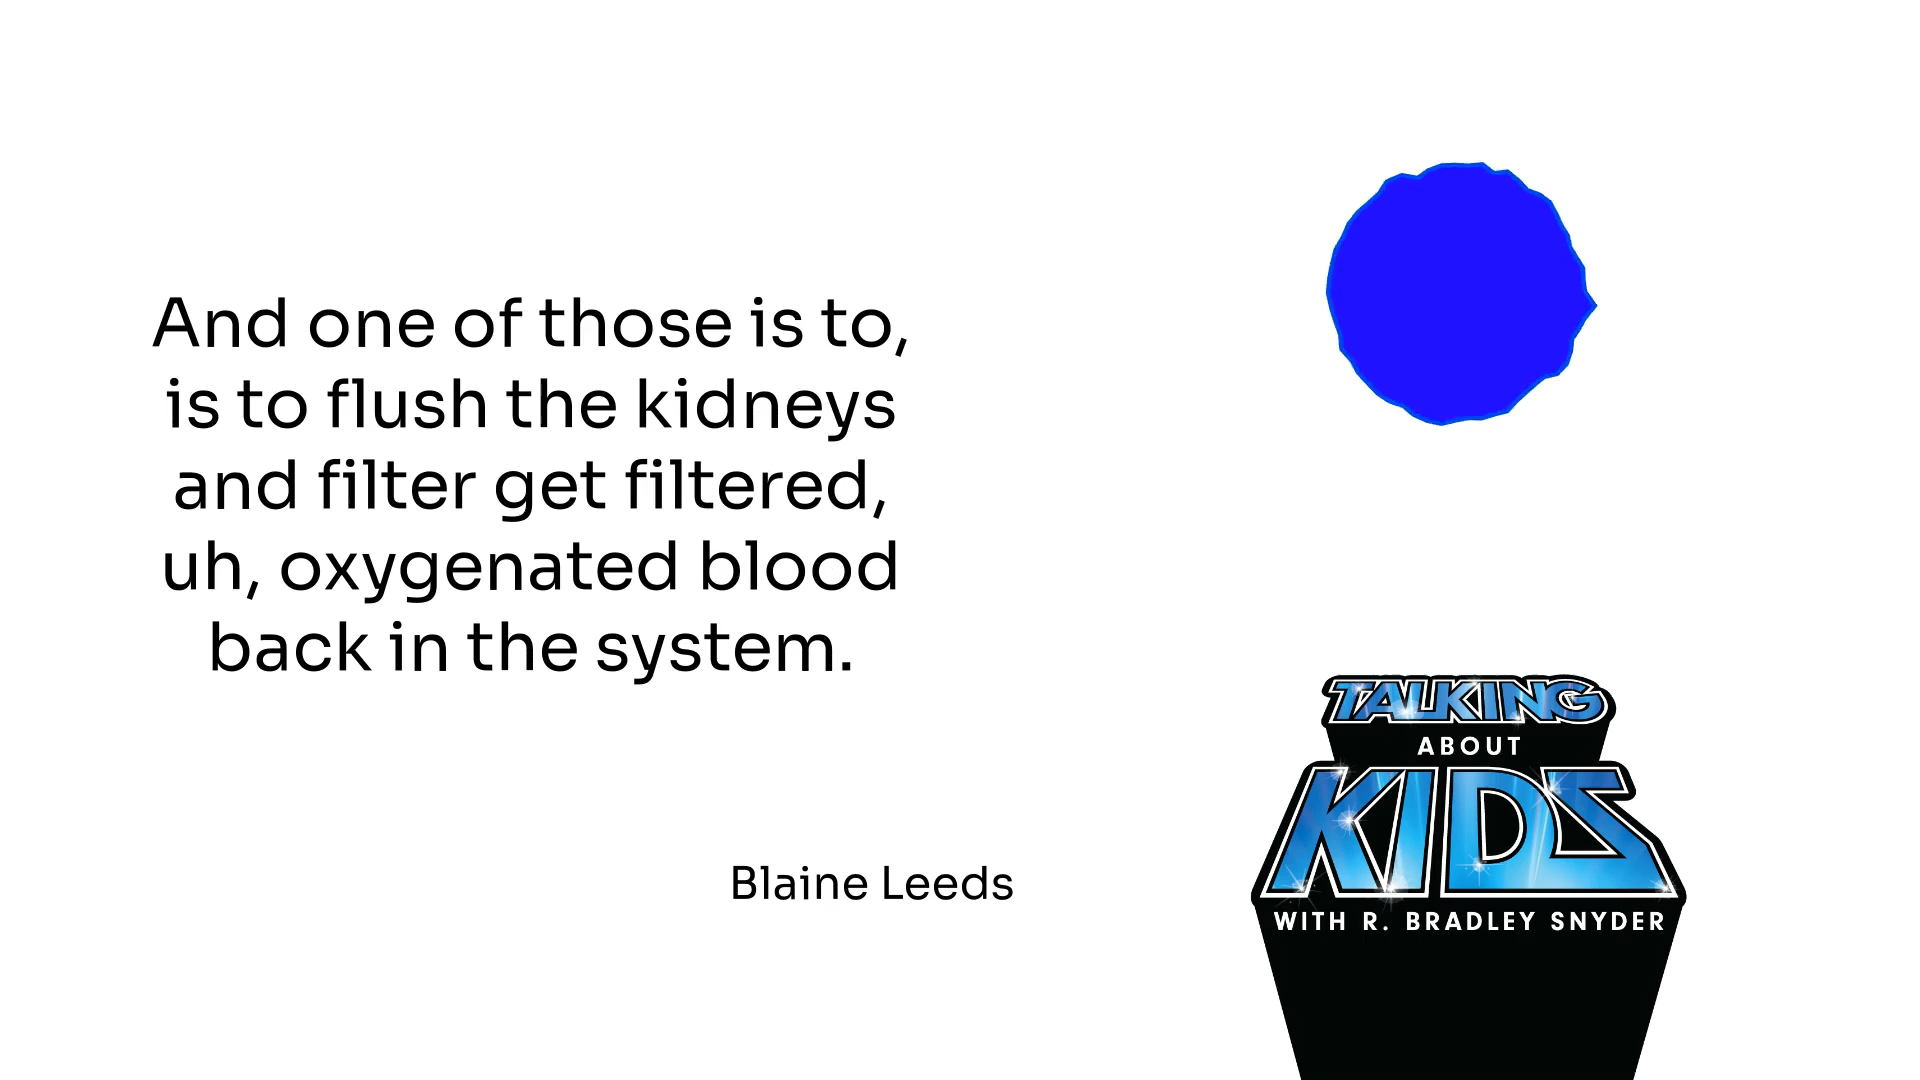 And one of those is to,
is to flush the kidneys
and filter get filtered,
uh, oxygenated blood
back in the system.
Blaine Leeds
TALKING
ABOUT
KIDS
WITH R. BRADLEY SNYDER